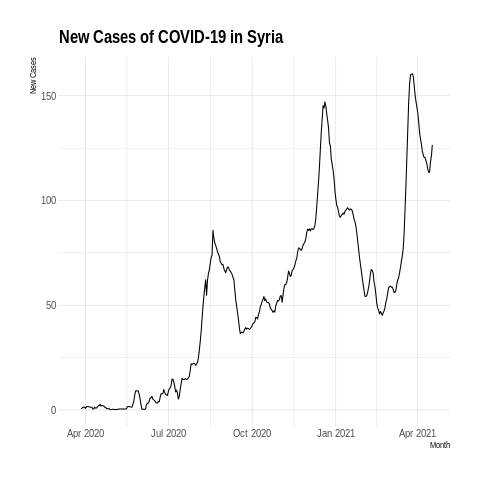 New Cases of COVID-19 in Syria
New Cases
150
100
50
0
Apr 2020 Jul 2020 Oct 2020 Jan 2021 Apr 2021
Month